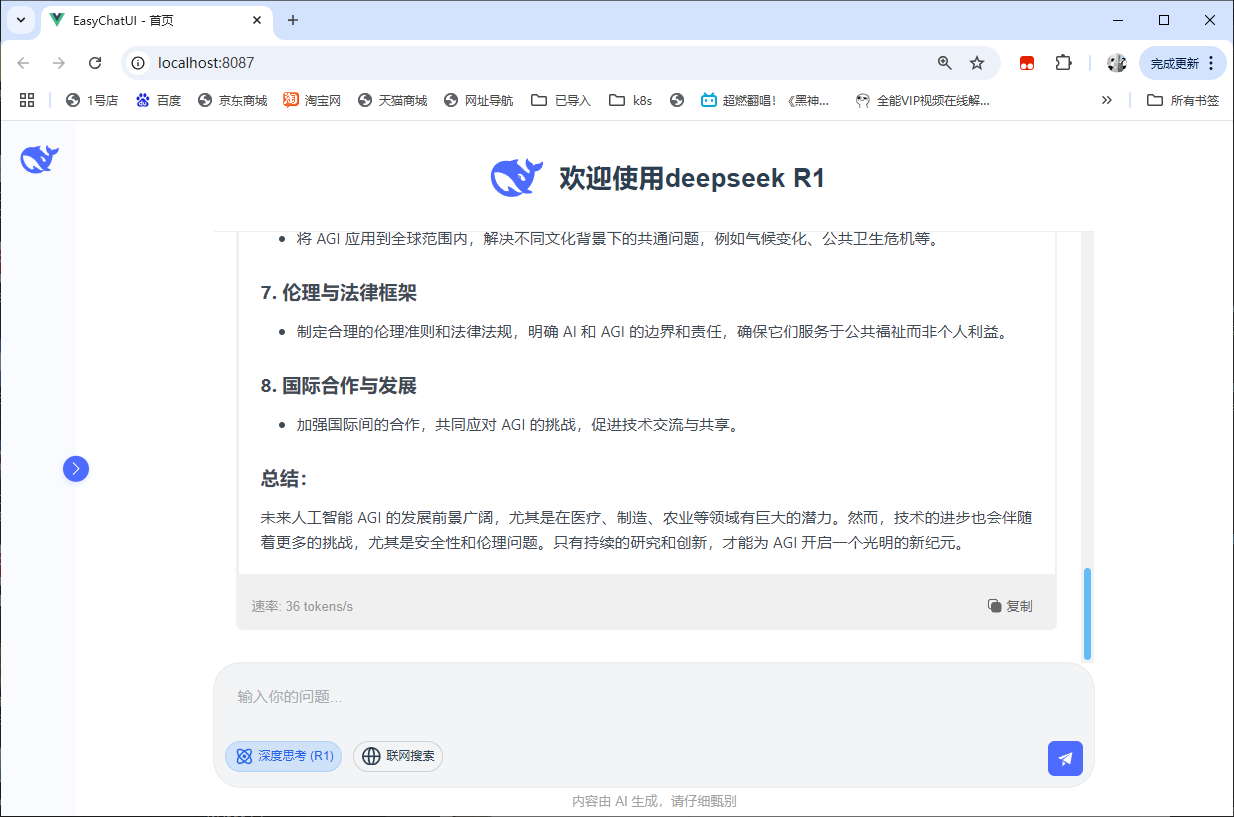 EasyChatUI - 首页
localhost:8087
完成更新
1号店
百度
京东商城
淘 淘宝网
天猫商城
网址导航
已导入
k8s
超燃翻唱！《黑神...
全能VIP视频在线解...
所有书签
欢迎使用deepseek R1
• 将 AGI 应用到全球范围内，解决不同文化背景下的共通问题，例如气候变化、公共卫生危机等。
7. 伦理与法律框架
• 制定合理的伦理准则和法律法规，明确 AI 和 AGI 的边界和责任，确保它们服务于公共福祉而非个人利益。
8. 国际合作与发展
• 加强国际间的合作，共同应对 AGI 的挑战，促进技术交流与共享。
总结：
未来人工智能 AGI 的发展前景广阔，尤其是在医疗、制造、农业等领域有巨大的潜力。然而，技术的进步也会伴随
着更多的挑战，尤其是安全性和伦理问题。只有持续的研究和创新，才能为 AGI 开启一个光明的新纪元。
速率: 36 tokens/s
复制
输入你的问题...
深度思考 (R1)
联网搜索
内容由 AI 生成，请仔细甄别